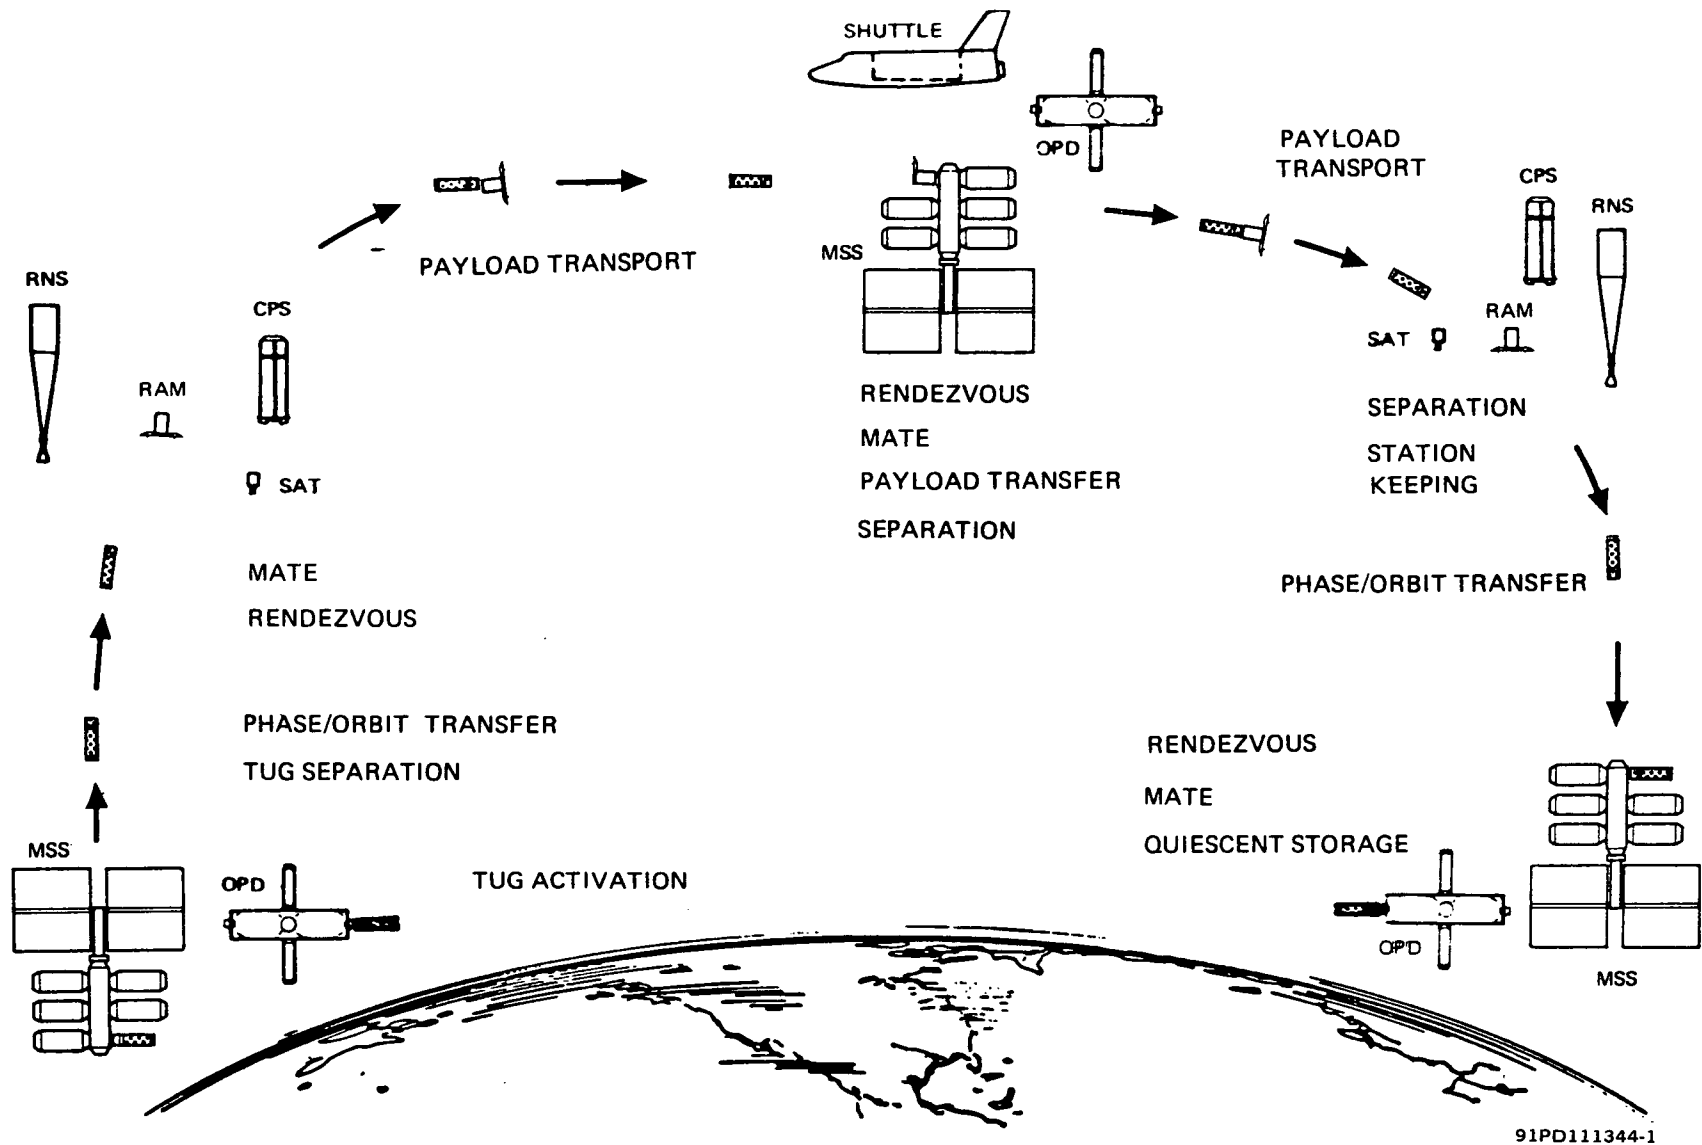 SHUTTLE
OPD
PAYLOAD
TRANSPORT
CPS
RNS
PAYLOAD TRANSPORT
MSS
RNS
CPS
RAM
SAT
RAM
SAT
RENDEZVOUS
MATE
PAYLOAD TRANSFER
SEPARATION
SEPARATION
STATION
KEEPING
MATE
RENDEZVOUS
PHASE/ORBIT TRANSFER
PHASE/ORBIT TRANSFER
TUG SEPARATION
RENDEZVOUS
MATE
QUIESCENT STORAGE
MSS
OPD
TUG ACTIVATION
OPD
MSS
91PD111344-1